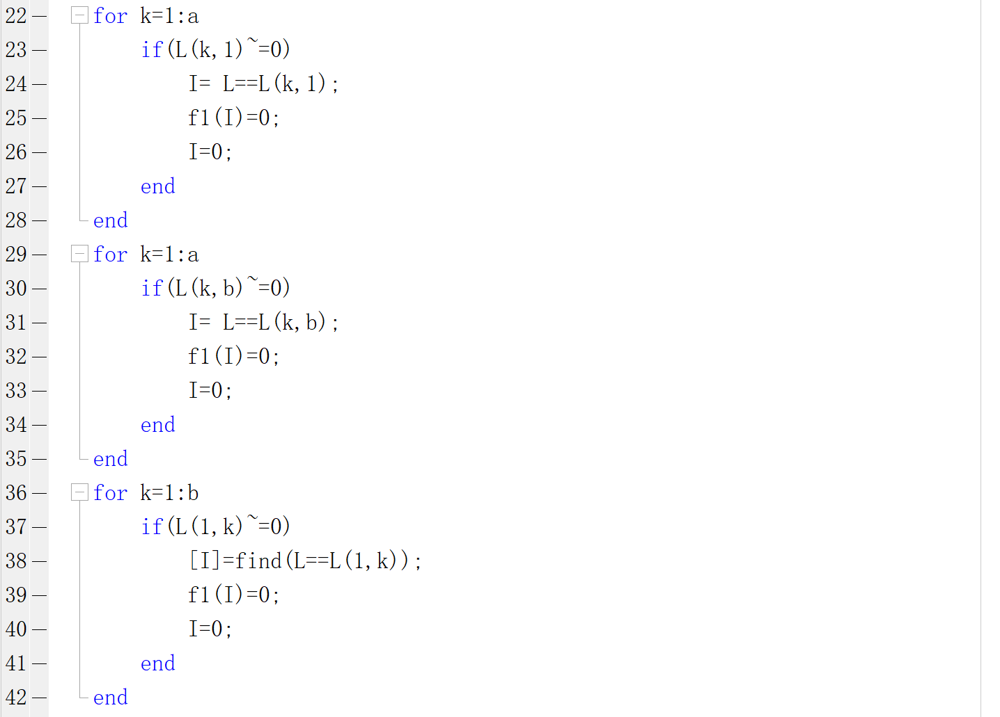 22 — for k=1:a
23 — if(L(k,1)~=0)
24 — I= L==L(k,1);
25 — f1(I)=0;
26 — I=0;
27 — end
28 — end
29 — for k=1:a
30 — if(L(k,b)~=0)
31 — I= L==L(k,b);
32 — f1(I)=0;
33 — I=0;
34 — end
35 — end
36 — for k=1:b
37 — if(L(1,k)~=0)
38 — [I]=find(L==L(1,k));
39 — f1(I)=0;
40 — I=0;
41 — end
42 — end